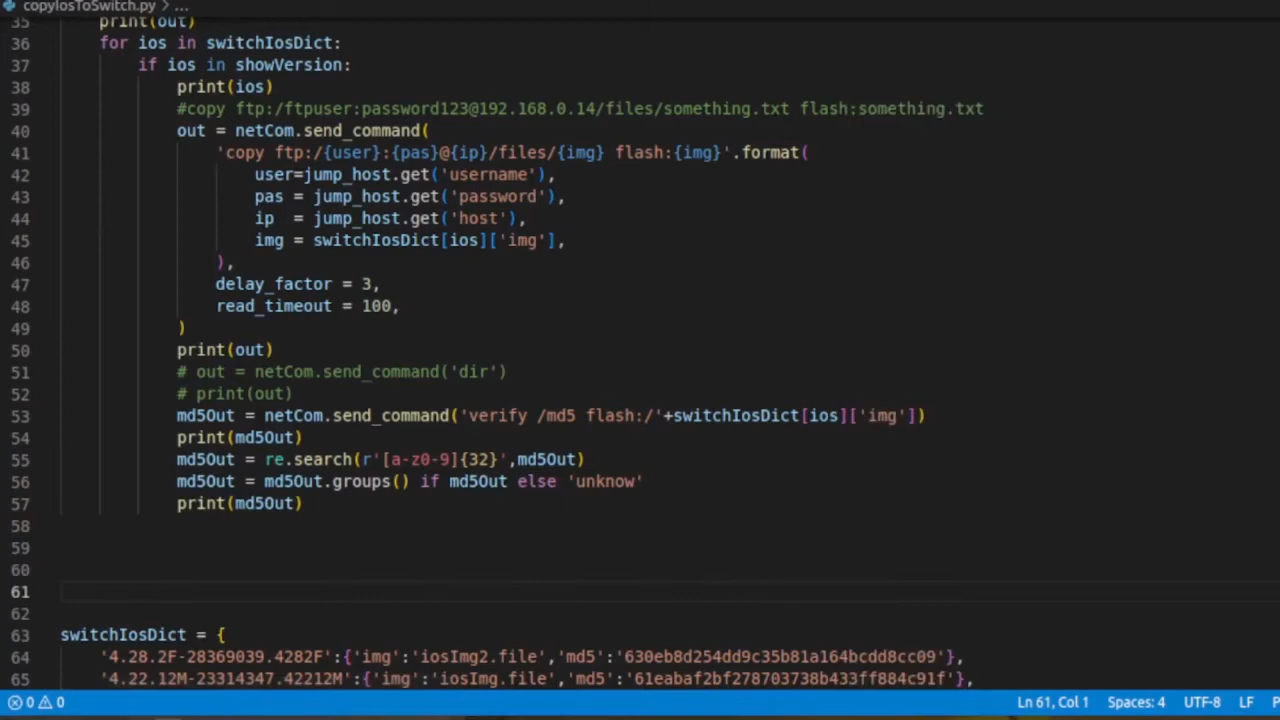 copyIosToSwitch.py > ...
35 print(out)
36 for ios in switchIosDict:
37 if ios in showVersion:
38 print(ios)
39 #copy ftp:/ftpuser:password123@192.168.0.14/files/something.txt flash:something.txt
40 out = netCom.send_command(
41 'copy ftp:/{user}:{pas}@{ip}/files/{img} flash:{img}'.format(
42 user=jump_host.get('username'),
43 pas = jump_host.get('password'),
44 ip  = jump_host.get('host'),
45 img = switchIosDict[ios]['img'],
46 ),
47 delay_factor = 3,
48 read_timeout = 100,
49 )
50 print(out)
51 # out = netCom.send_command('dir')
52 # print(out)
53 md5Out = netCom.send_command('verify /md5 flash:/'+switchIosDict[ios]['img'])
54 print(md5Out)
55 md5Out = re.search(r'[a-z0-9]{32}',md5Out)
56 md5Out = md5Out.groups() if md5Out else 'unknow'
57 print(md5Out)
58
59
60
61
62
63 switchIosDict = {
64 '4.28.2F-28369039.4282F':{'img':'iosImg2.file','md5':'630eb8d254dd9c35b81a164bcdd8cc09'},
65 '4.22.12M-23314347.42212M':{'img':'iosImg.file','md5':'61eabaf2bf278703738b433ff884c91f'},
0 0 Ln 61, Col 1 Spaces: 4 UTF-8 LF